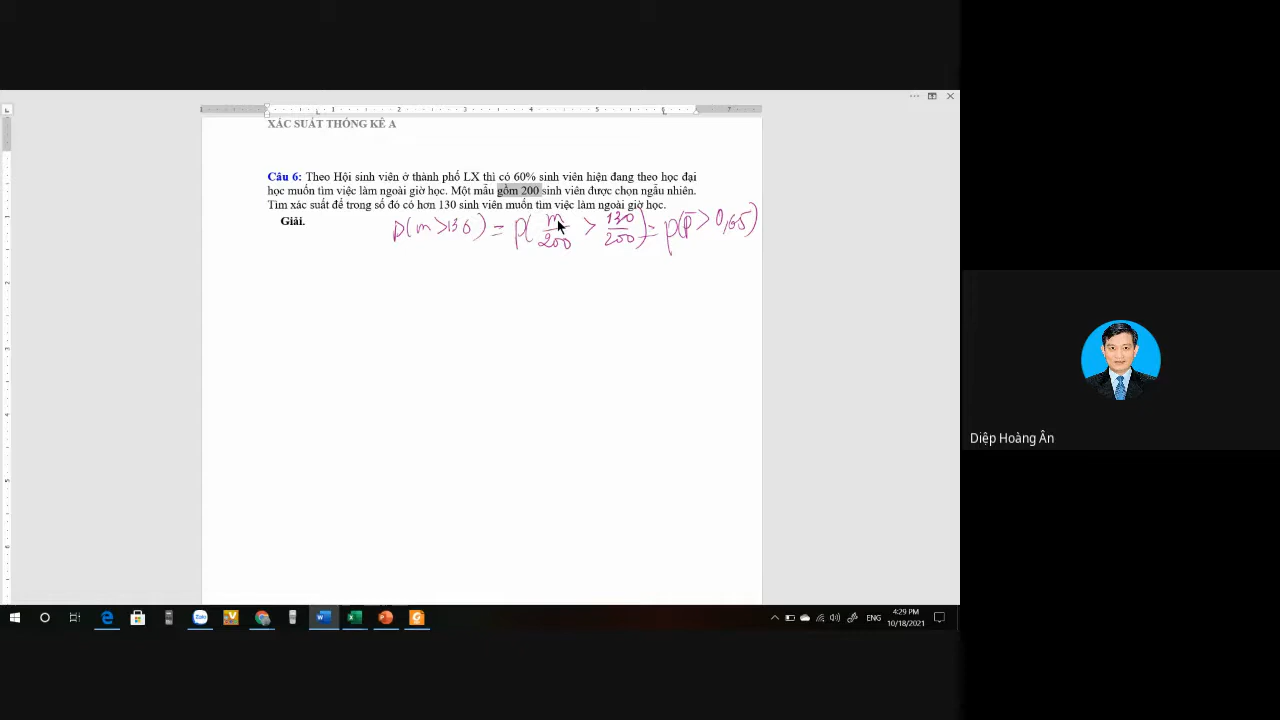 XÁC SUẤT THỐNG KÊ A
Câu 6: Theo Hội sinh viên ở thành phố LX thì có 60% sinh viên hiện đang theo học đại
học muốn tìm việc làm ngoài giờ học. Một mẫu gồm 200 sinh viên được chọn ngẫu nhiên.
Tìm xác suất để trong số đó có hơn 130 sinh viên muốn tìm việc làm ngoài giờ học.
Giải.
P(m>130) = P(m/200 > 130/200) = P(p̄ > 0,65)
Diệp Hoàng Ân
Zalo
ENG
4:29 PM
10/18/2021